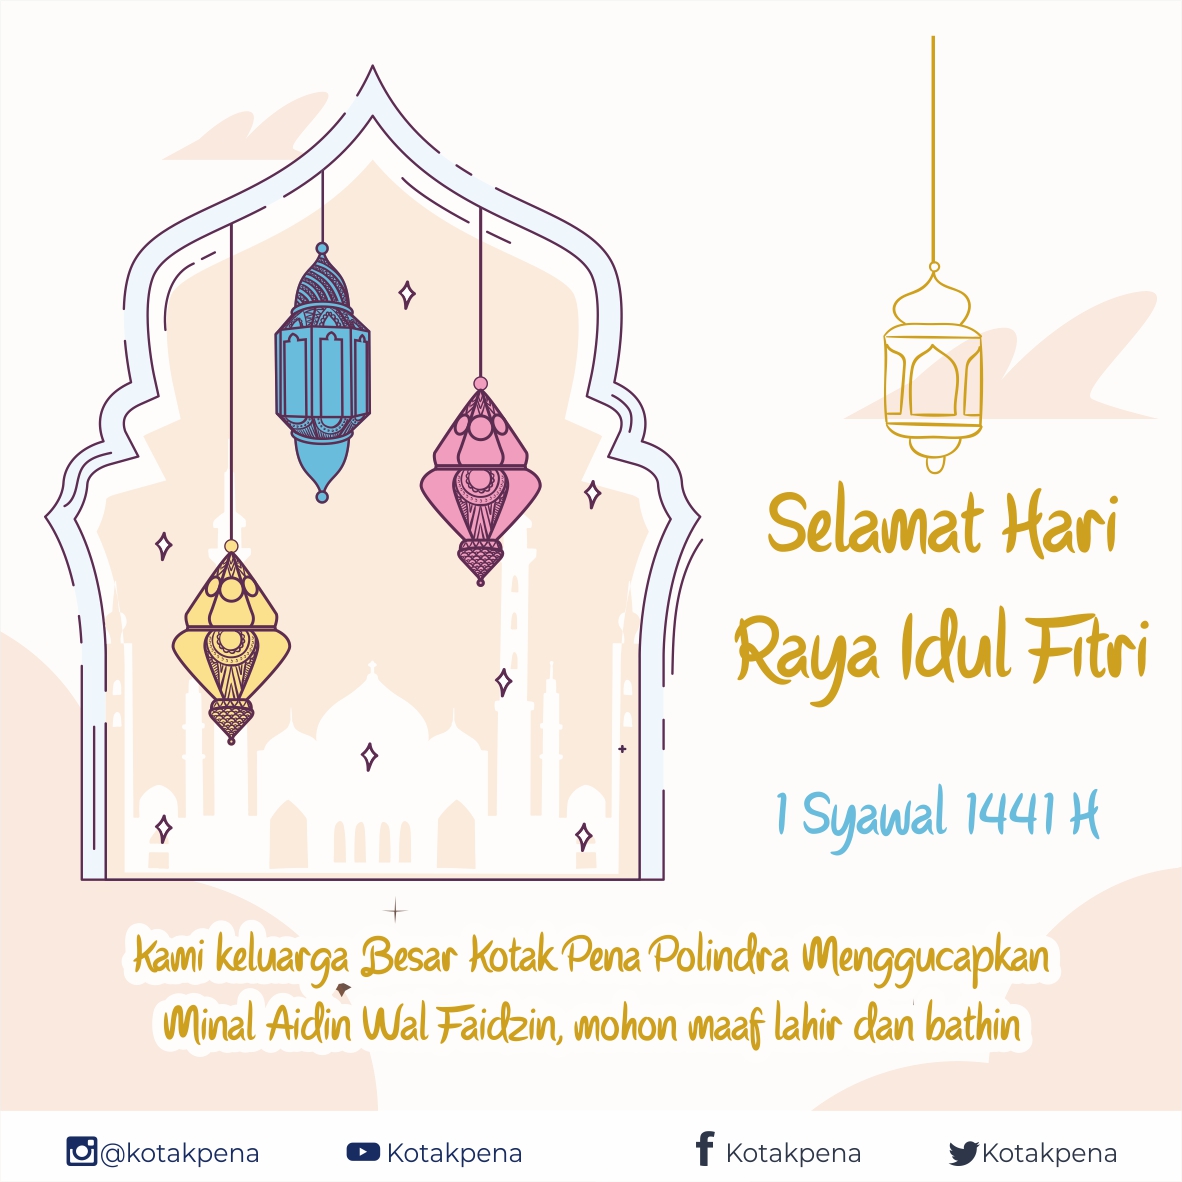 Selamat Hari
Raya Idul Fitri
1 Syawal 1441 H
Kami keluarga Besar Kotak Pena Polindra Menggucapkan
Minal Aidin Wal Faidzin, mohon maaf lahir dan bathin
@kotakpena Kotakpena Kotakpena Kotakpena